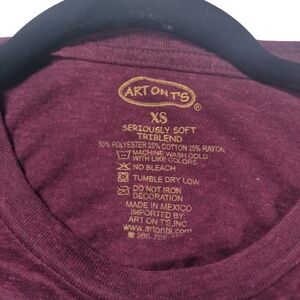 ART ON T'S
®
XS
SERIOUSLY SOFT
TRIBLEND
50% POLYESTER 25% COTTON 25% RAYON
MACHINE WASH COLD
WITH LIKE COLORS
NO BLEACH
TUMBLE DRY LOW
DO NOT IRON
DECORATION
MADE IN MEXICO
IMPORTED BY
ART ON T'S, INC
www.artonts.com